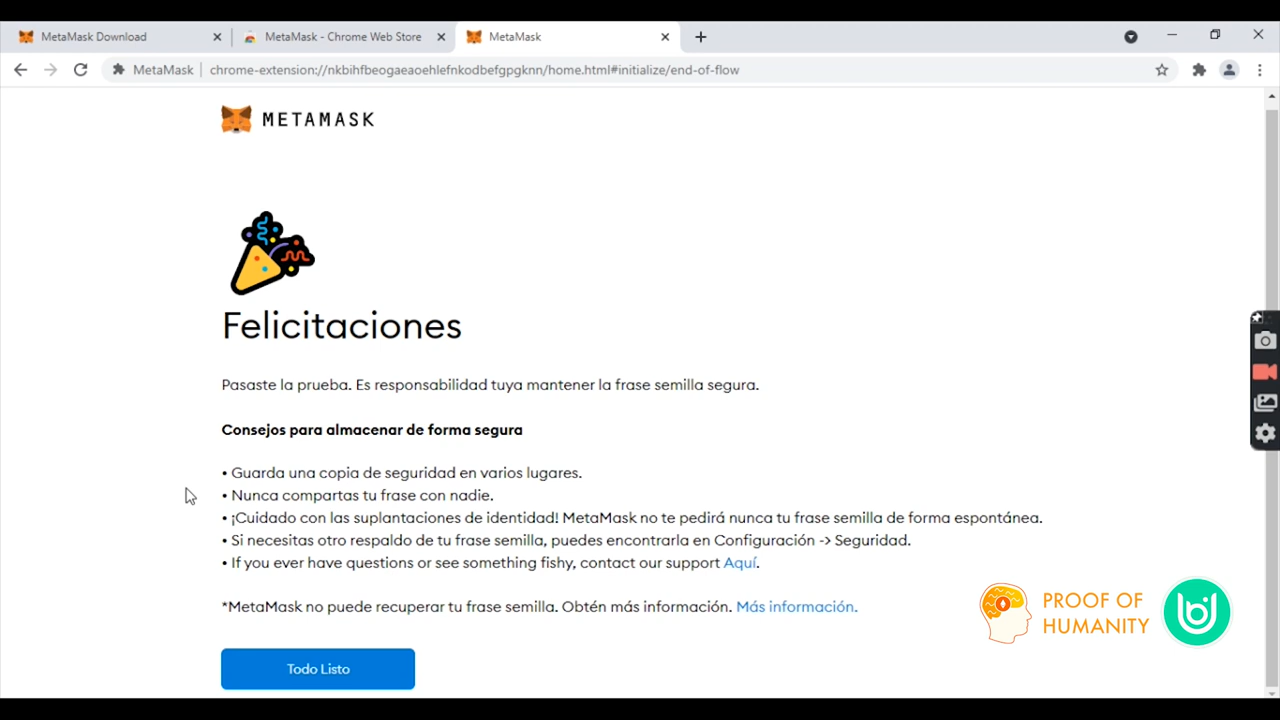 MetaMask Download
MetaMask - Chrome Web Store
MetaMask
MetaMask
chrome-extension://nkbihfbeogaeaoehlefnkodbefgpgknn/home.html#initialize/end-of-flow
METAMASK
Felicitaciones
Pasaste la prueba. Es responsabilidad tuya mantener la frase semilla segura.
Consejos para almacenar de forma segura
• Guarda una copia de seguridad en varios lugares.
• Nunca compartas tu frase con nadie.
• ¡Cuidado con las suplantaciones de identidad! MetaMask no te pedirá nunca tu frase semilla de forma espontánea.
• Si necesitas otro respaldo de tu frase semilla, puedes encontrarla en Configuración -> Seguridad.
• If you ever have questions or see something fishy, contact our support Aquí.
*MetaMask no puede recuperar tu frase semilla. Obtén más información. Más información.
PROOF OF
HUMANITY
Todo Listo